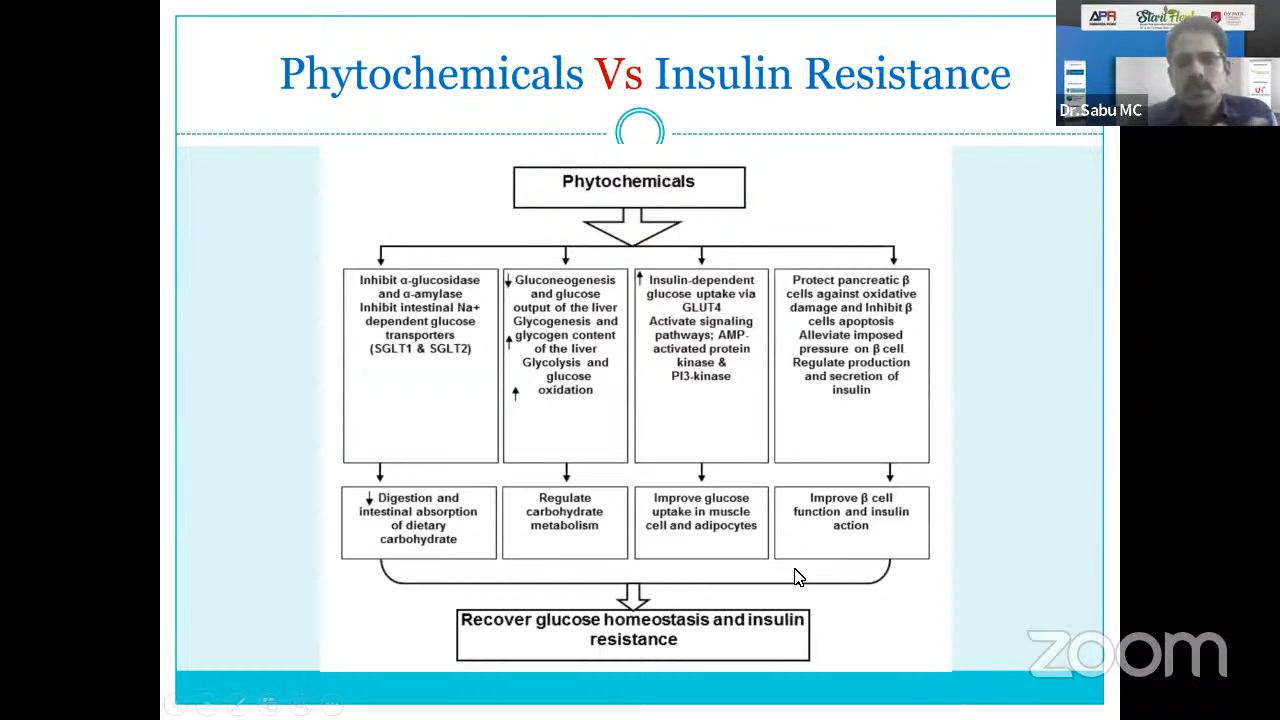 Phytochemicals Vs Insulin Resistance
APR
Dr.Sabu MC
Phytochemicals
Inhibit α-glucosidase
and α-amylase
Inhibit intestinal Na+
dependent glucose
transporters
(SGLT1 & SGLT2)
↓ Gluconeogenesis
and glucose
output of the liver
Glycogenesis and
↑ glycogen content
of the liver
Glycolysis and
glucose
↑ oxidation
↑ Insulin-dependent
glucose uptake via
GLUT4
Activate signaling
pathways; AMP-
activated protein
kinase &
PI3-kinase
Protect pancreatic β
cells against oxidative
damage and Inhibit β
cells apoptosis
Alleviate imposed
pressure on β cell
Regulate production
and secretion of
insulin
↓ Digestion and
intestinal absorption
of dietary
carbohydrate
Regulate
carbohydrate
metabolism
Improve glucose
uptake in muscle
cell and adipocytes
Improve β cell
function and insulin
action
Recover glucose homeostasis and insulin
resistance
zoom